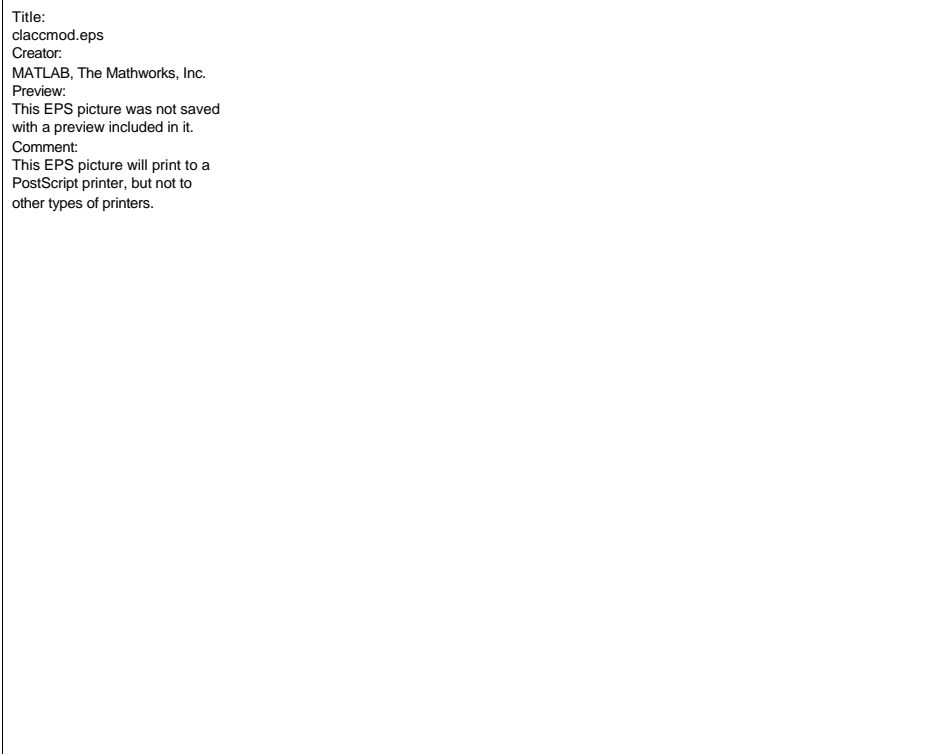 Title:
claccmod.eps
Creator:
MATLAB, The Mathworks, Inc.
Preview:
This EPS picture was not saved
with a preview included in it.
Comment:
This EPS picture will print to a
PostScript printer, but not to
other types of printers.